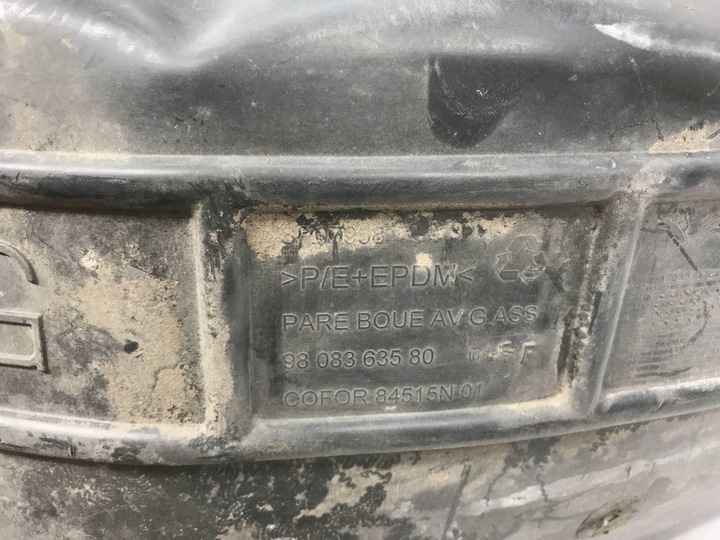 >P/E+EPDM<
PARE BOUE AV G ASS
98 083 635 80
COFOR 84515N 01